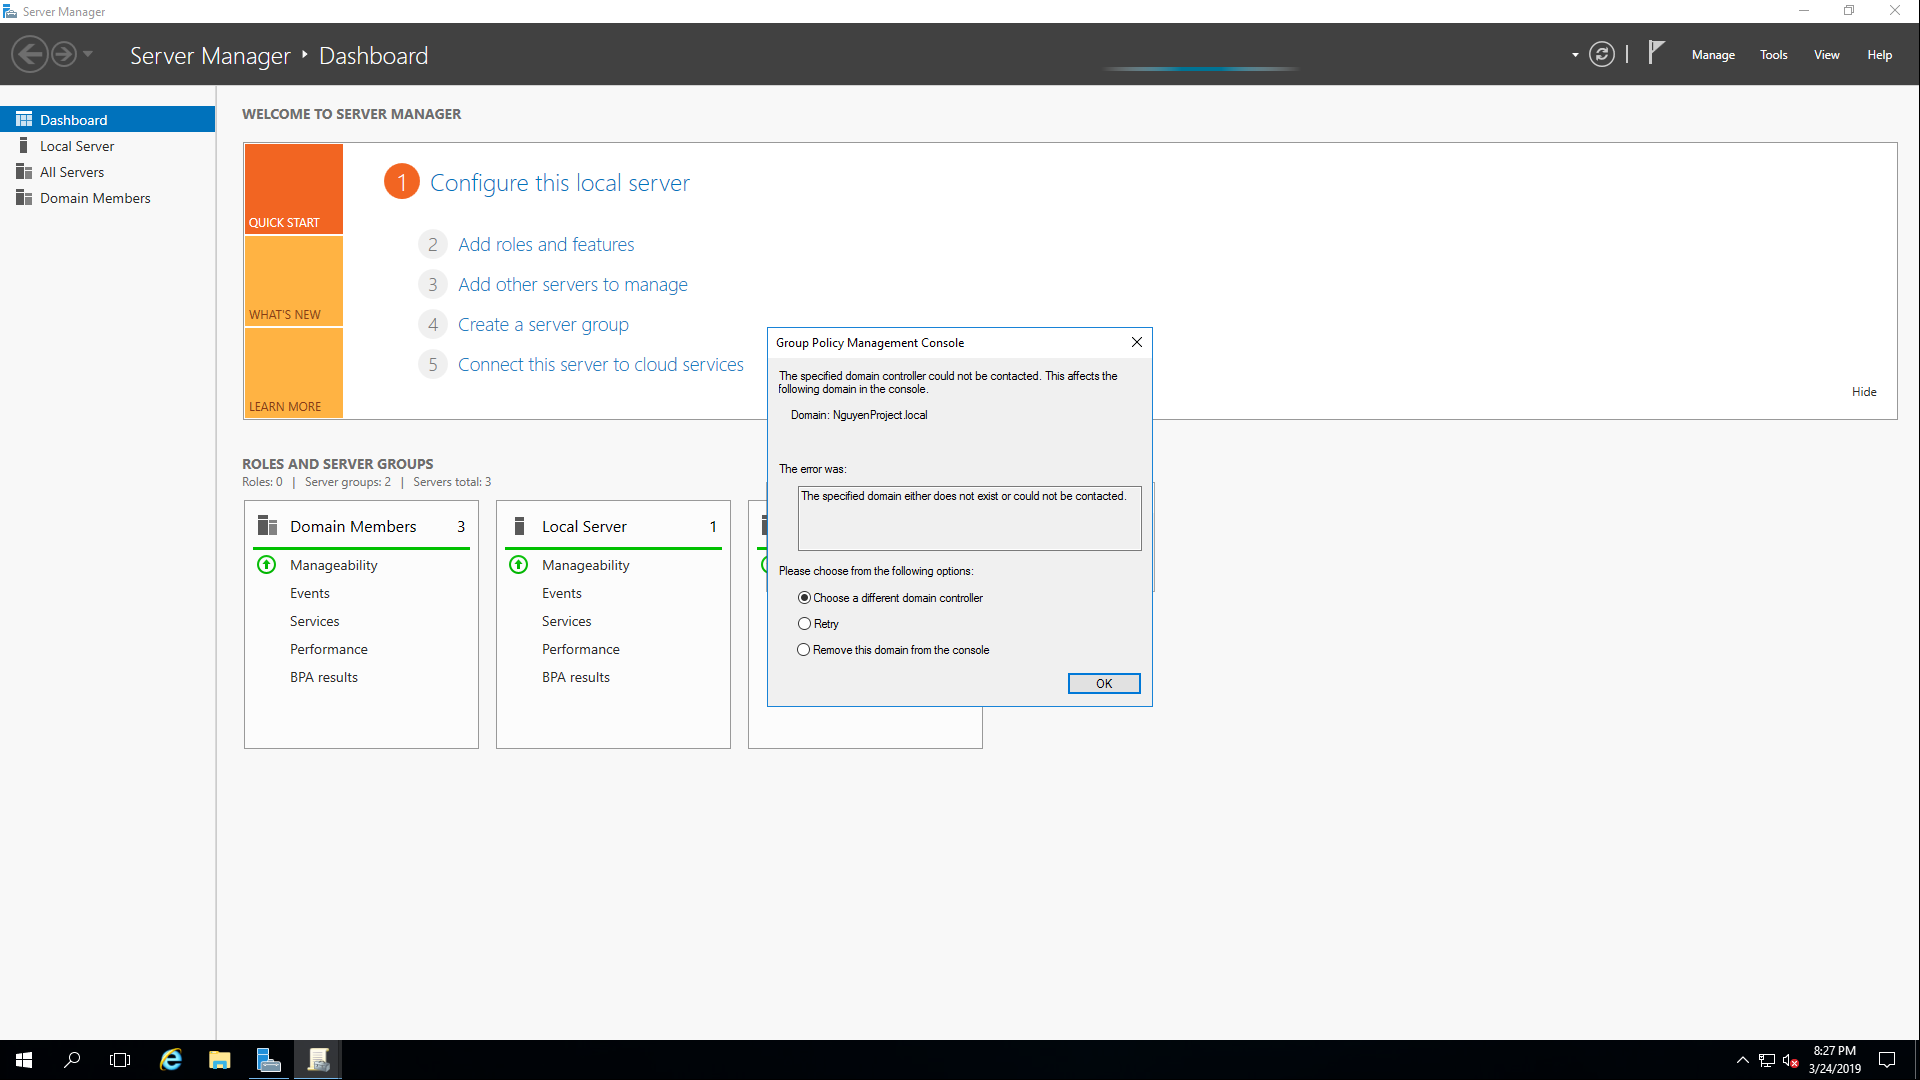 Server Manager
Server Manager ‣ Dashboard
Manage
Tools
View
Help
Dashboard
Local Server
All Servers
Domain Members
WELCOME TO SERVER MANAGER
QUICK START
WHAT'S NEW
LEARN MORE
1 Configure this local server
2 Add roles and features
3 Add other servers to manage
4 Create a server group
5 Connect this server to cloud services
Hide
ROLES AND SERVER GROUPS
Roles: 0 | Server groups: 2 | Servers total: 3
Domain Members 3
Manageability
Events
Services
Performance
BPA results
Local Server 1
Manageability
Events
Services
Performance
BPA results
Group Policy Management Console
The specified domain controller could not be contacted. This affects the
following domain in the console.
Domain: NguyenProject.local
The error was:
The specified domain either does not exist or could not be contacted.
Please choose from the following options:
Choose a different domain controller
Retry
Remove this domain from the console
OK
8:27 PM
3/24/2019